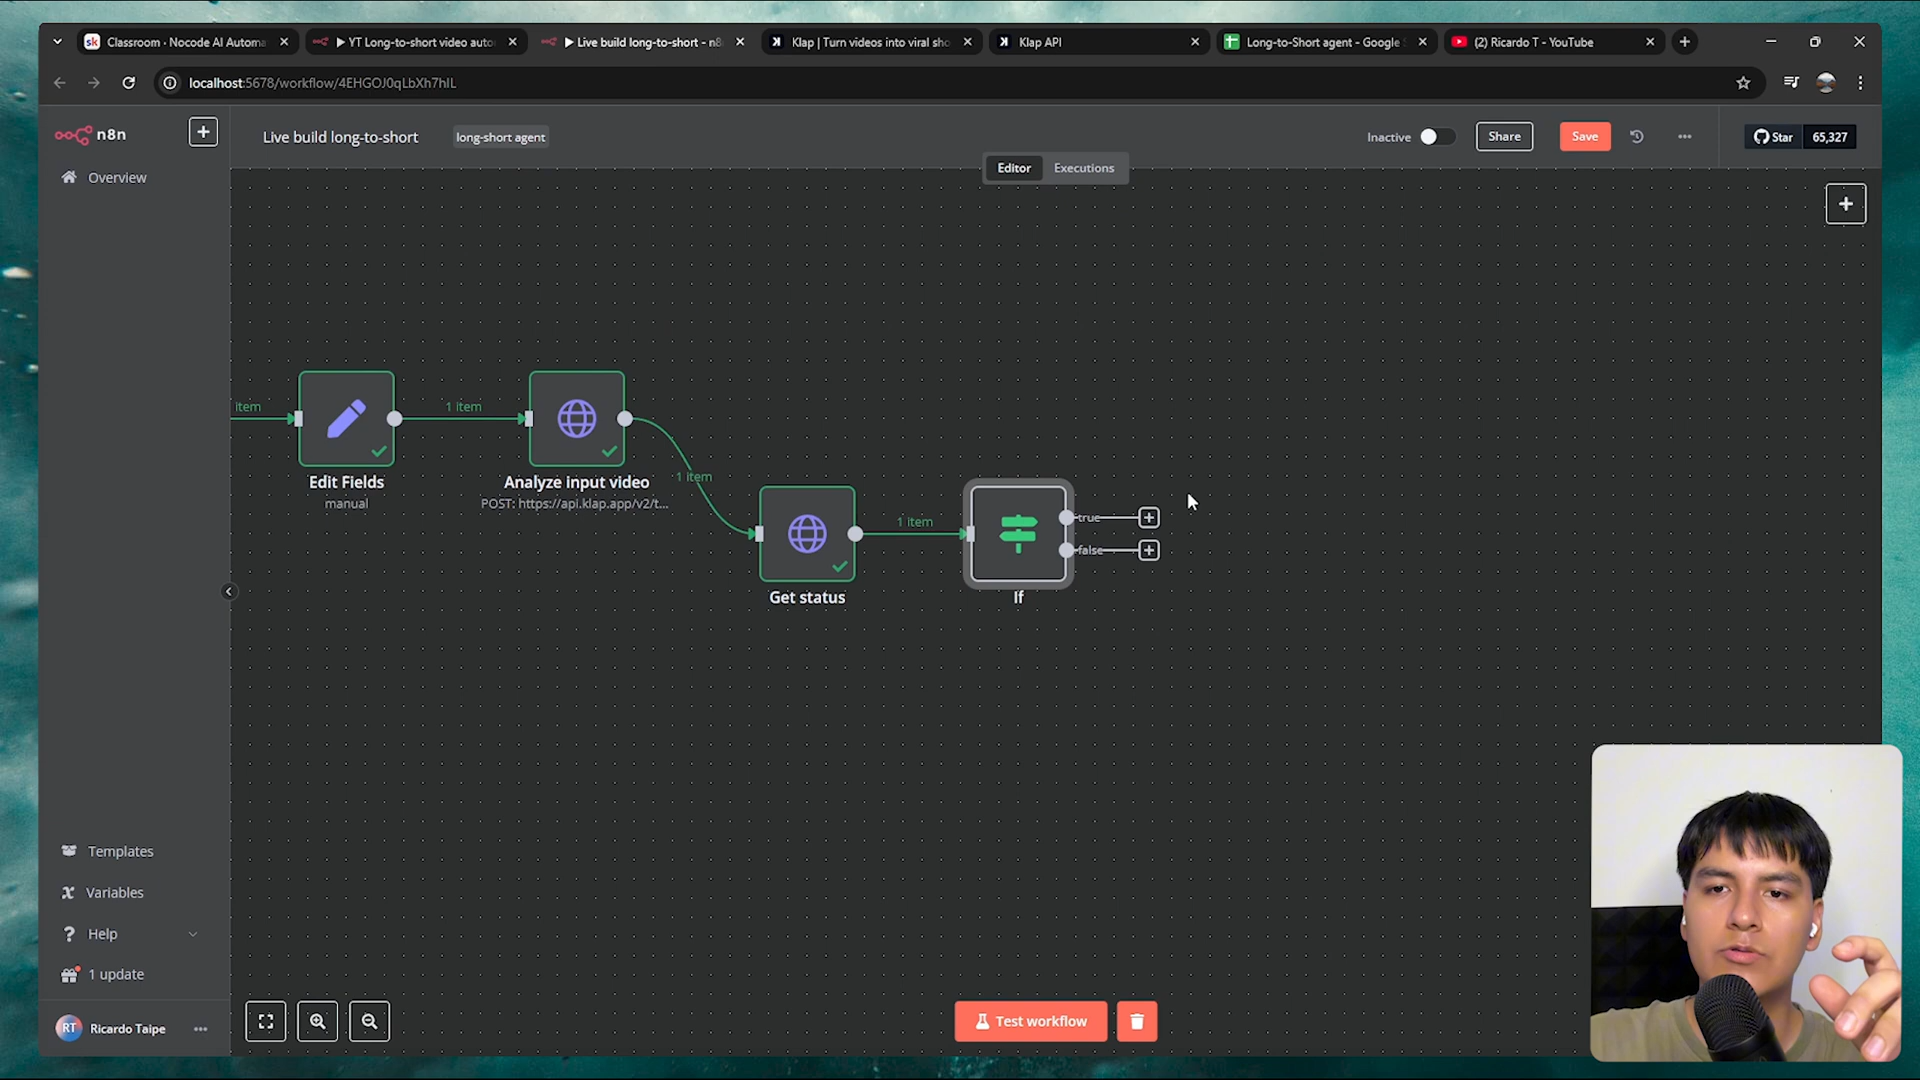 Classroom - Nocode AI Automa
YT Long-to-short video auto
Live build long-to-short - n8
Klap | Turn videos into viral sho
Klap API
Long-to-Short agent - Google S
(2) Ricardo T - YouTube
localhost:5678/workflow/4EHGOJ0qLbXh7hIL
n8n
Live build long-to-short
long-short agent
Inactive
Share
Save
Star
65,327
Editor
Executions
Overview
item
1 item
Edit Fields
manual
Analyze input video
POST: https://api.klap.app/v2/t...
1 item
Get status
1 item
true
false
If
Templates
Variables
Help
1 update
RT
Ricardo Taipe
Test workflow